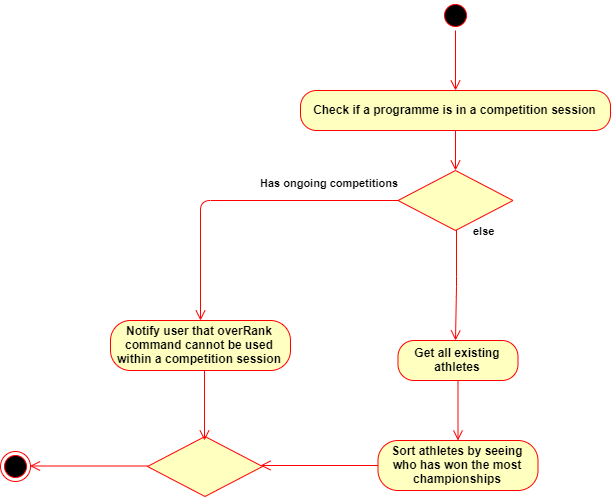 Check if a programme is in a competition session
Has ongoing competitions
else
Notify user that overRank
command cannot be used
within a competition session
Get all existing
athletes
Sort athletes by seeing
who has won the most
championships